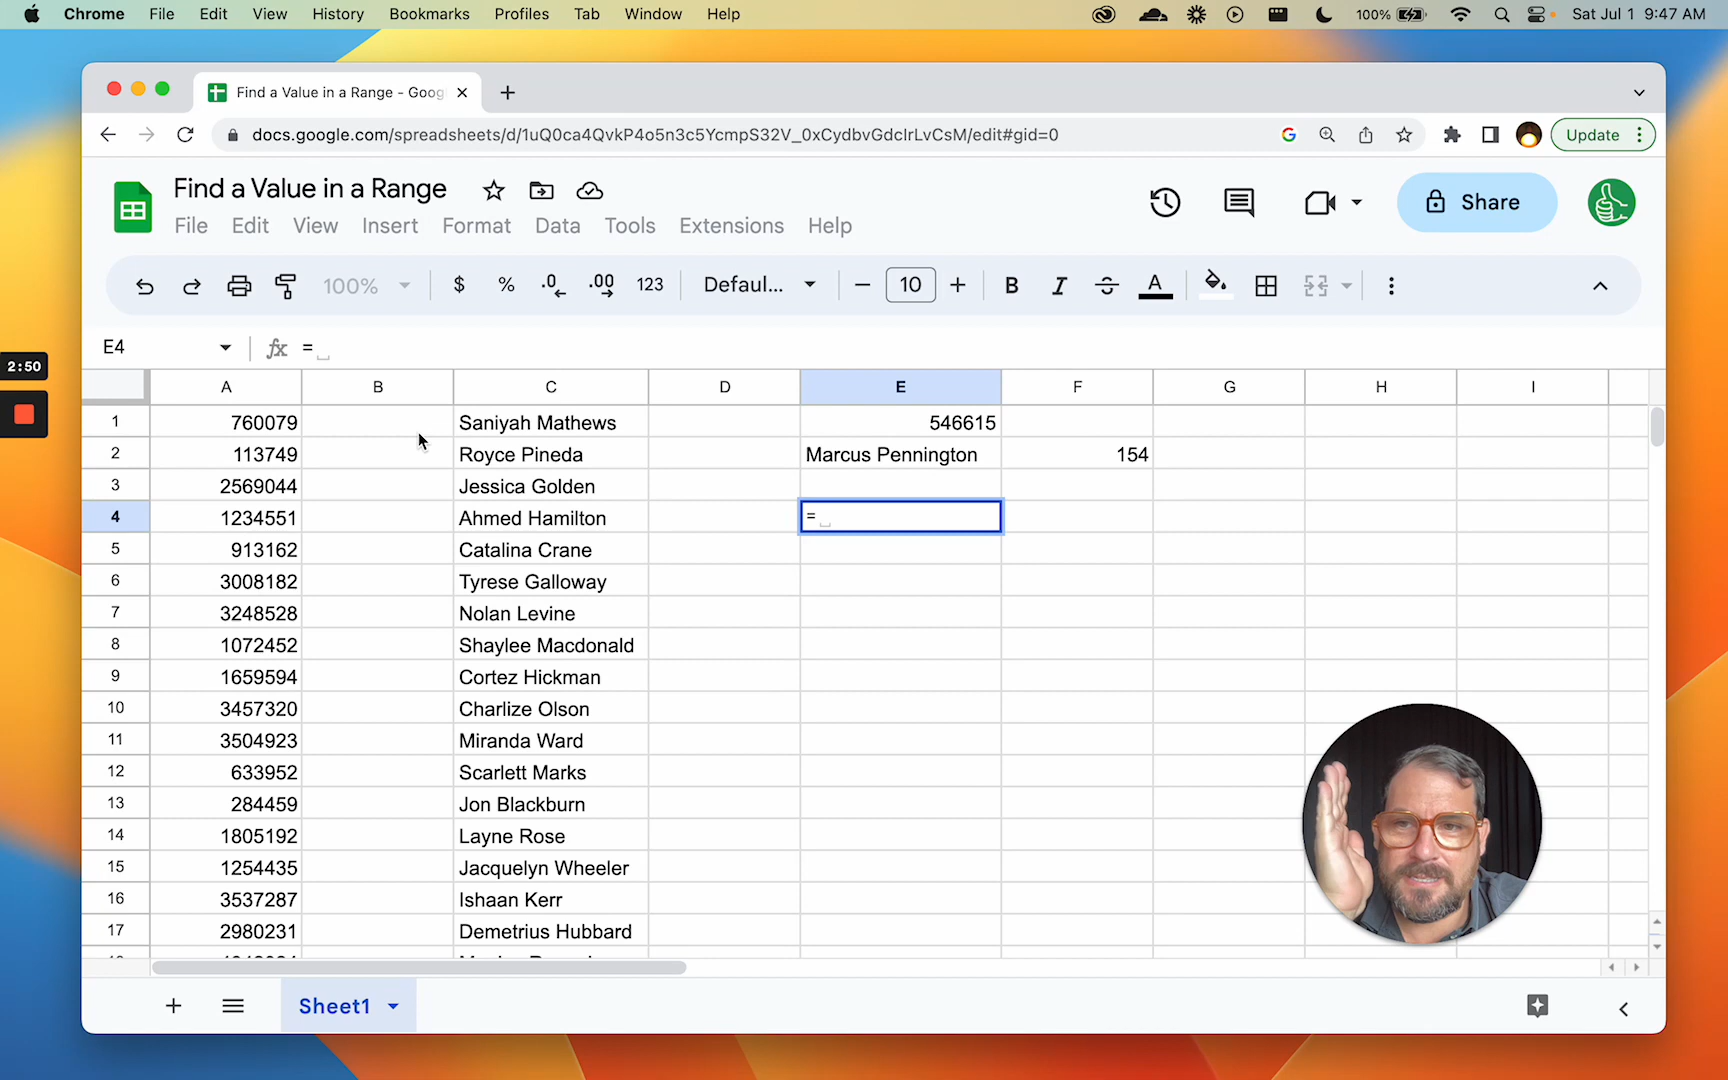 Chrome File Edit View History Bookmarks Profiles Tab Window Help 100% Sat Jul 1 9:47 AM
Find a Value in a Range - Goog
docs.google.com/spreadsheets/d/1uQ0ca4QvkP4o5n3c5YcmpS32V_0xCydbvGdcIrLvCsM/edit#gid=0 Update
Find a Value in a Range
Share
File Edit View Insert Format Data Tools Extensions Help
100% $ % .0 .00 123 Defaul... − 10 + B I S A
E4 fx =
2:50
A B C D E F G H I
1 760079 Saniyah Mathews 546615
2 113749 Royce Pineda Marcus Pennington 154
3 2569044 Jessica Golden
4 1234551 Ahmed Hamilton =
5 913162 Catalina Crane
6 3008182 Tyrese Galloway
7 3248528 Nolan Levine
8 1072452 Shaylee Macdonald
9 1659594 Cortez Hickman
10 3457320 Charlize Olson
11 3504923 Miranda Ward
12 633952 Scarlett Marks
13 284459 Jon Blackburn
14 1805192 Layne Rose
15 1254435 Jacquelyn Wheeler
16 3537287 Ishaan Kerr
17 2980231 Demetrius Hubbard
Sheet1